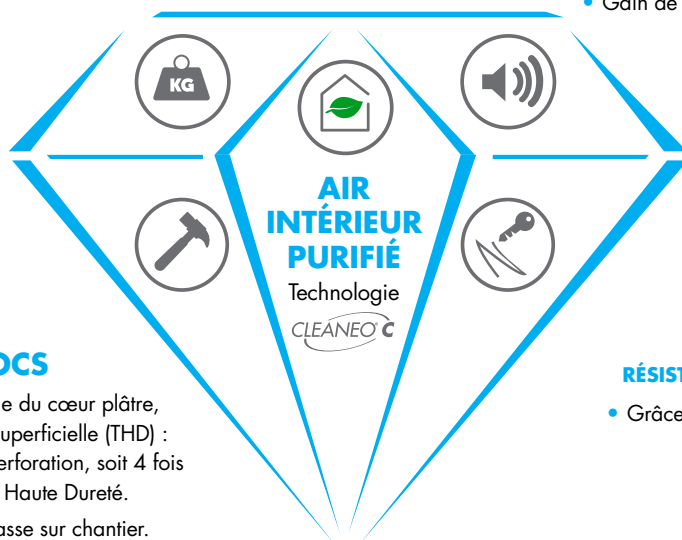 • Gain de
KG
AIR
INTÉRIEUR
PURIFIÉ
Technologie
CLEANEO® C
OCS
e du cœur plâtre,
uperficielle (THD) :
erforation, soit 4 fois
Haute Dureté.
asse sur chantier.
RÉSIST
• Grâce